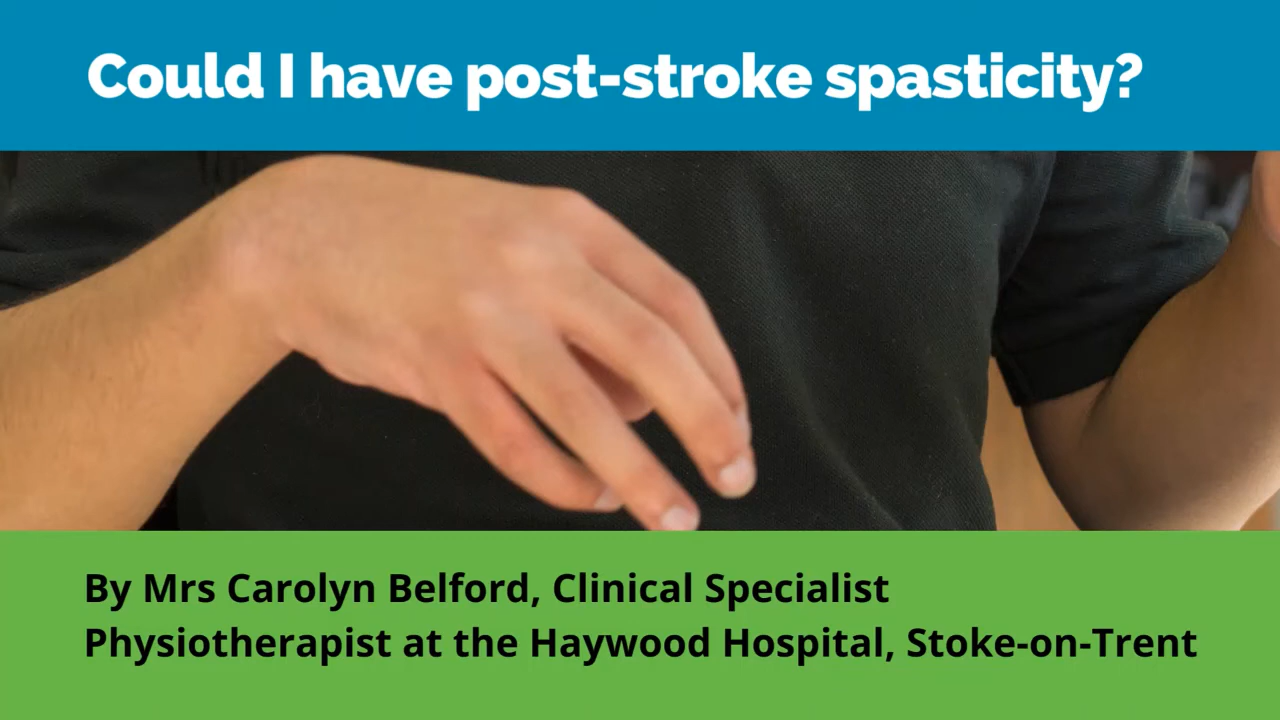 Could I have post-stroke spasticity?
By Mrs Carolyn Belford, Clinical Specialist
Physiotherapist at the Haywood Hospital, Stoke-on-Trent